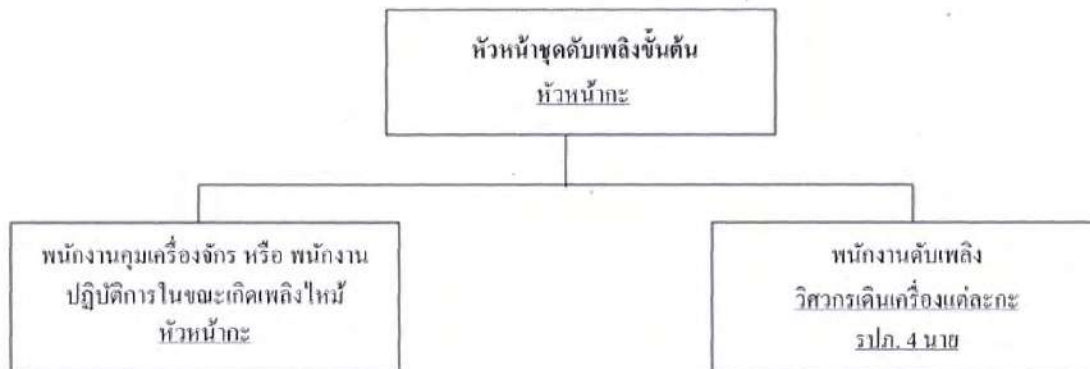 หัวหน้าชุดดับเพลิงขั้นต้น
หัวหน้ากะ
พนักงานคุมเครื่องจักร หรือ พนักงาน
ปฏิบัติการในขณะเกิดเพลิงไหม้
หัวหน้ากะ
พนักงานดับเพลิง
วิศวกรเดินเครื่องแต่ละกะ
รปภ. 4 นาย